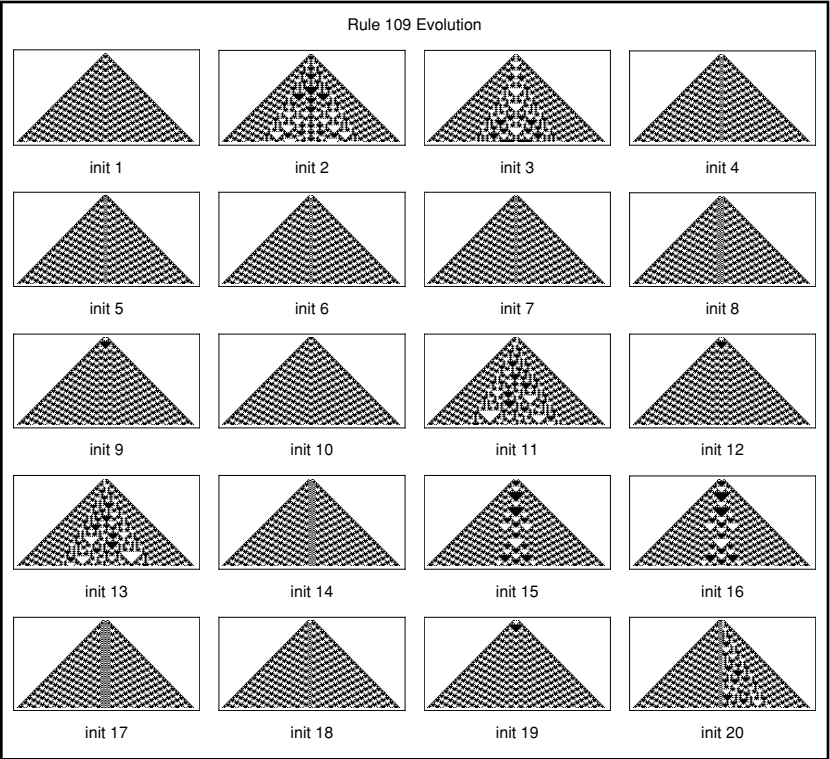 Rule 109 Evolution
init 1
init 2
init 3
init 4
init 5
init 6
init 7
init 8
init 9
init 10
init 11
init 12
init 13
init 14
init 15
init 16
init 17
init 18
init 19
init 20